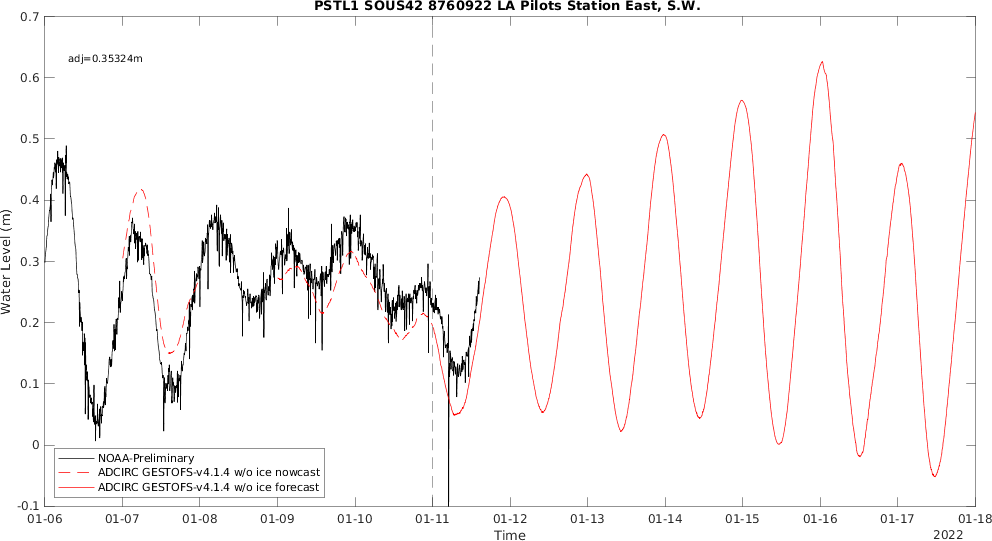 PSTL1 SOUS42 8760922 LA Pilots Station East, S.W.
adj=0.35324m
Water Level (m)
0.7
0.6
0.5
0.4
0.3
0.2
0.1
0
-0.1
NOAA-Preliminary
ADCIRC GESTOFS-v4.1.4 w/o ice nowcast
ADCIRC GESTOFS-v4.1.4 w/o ice forecast
01-06 01-07 01-08 01-09 01-10 01-11 01-12 01-13 01-14 01-15 01-16 01-17 01-18
Time
2022